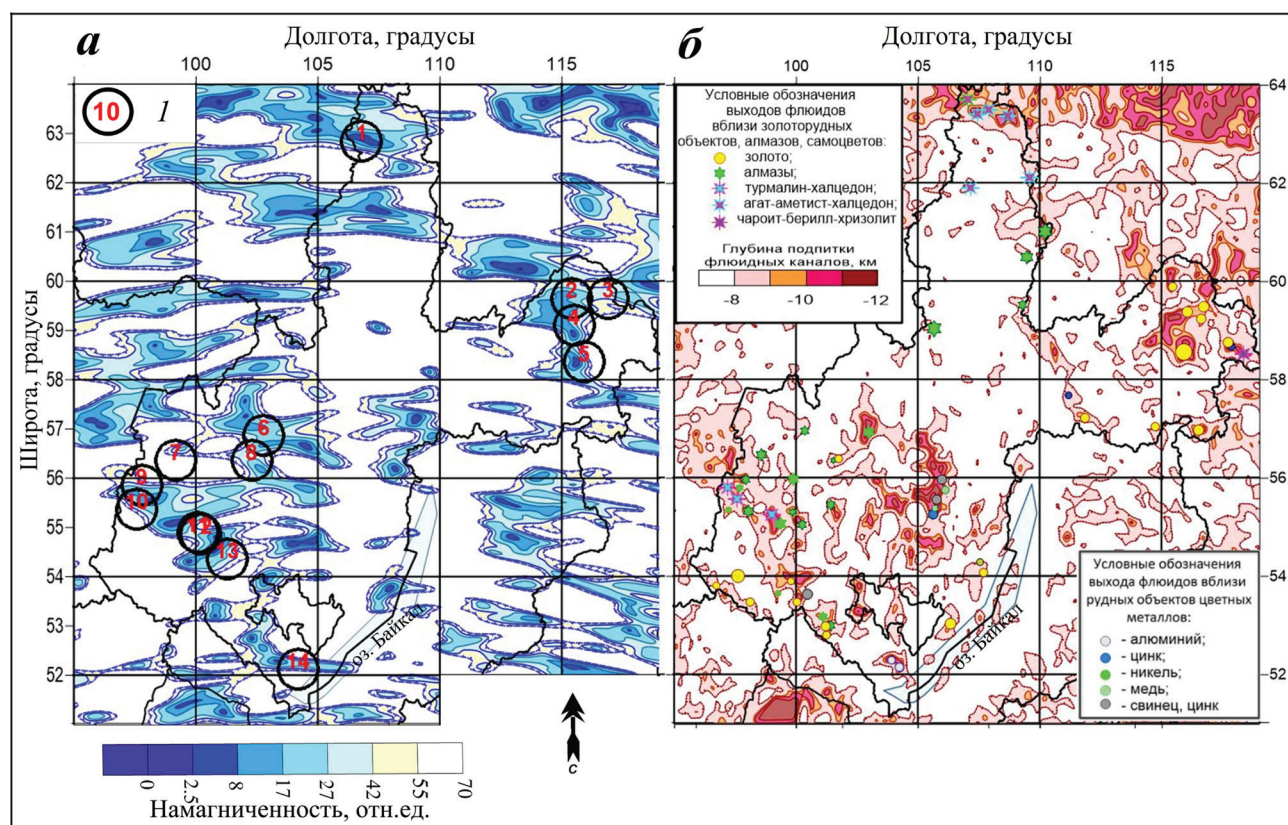 а
Долгота, градусы
100 105 110 115
10 1
63
62
61
60
59
58
57
56
55
54
53
52
Широта, градусы
1
2
3
4
5
6
7
8
9
10
12
13
14
оз. Байкал
0 2.5 8 17 27 42 55 70
Намагниченность, отн.ед.
с
б
Долгота, градусы
100 105 110 115
Условные обозначения
выходов флюидов
вблизи золоторудных
объектов, алмазов, самоцветов:
золото;
алмазы;
турмалин-халцедон;
агат-аметист-халцедон;
чароит-берилл-хризолит
Глубина подпитки
флюидных каналов, км
-8 -10 -12
64
62
60
58
56
54
52
оз. Байкал
Условные обозначения
выхода флюидов вблизи
рудных объектов цветных
металлов:
- алюминий;
- цинк;
- никель;
- медь;
- свинец, цинк